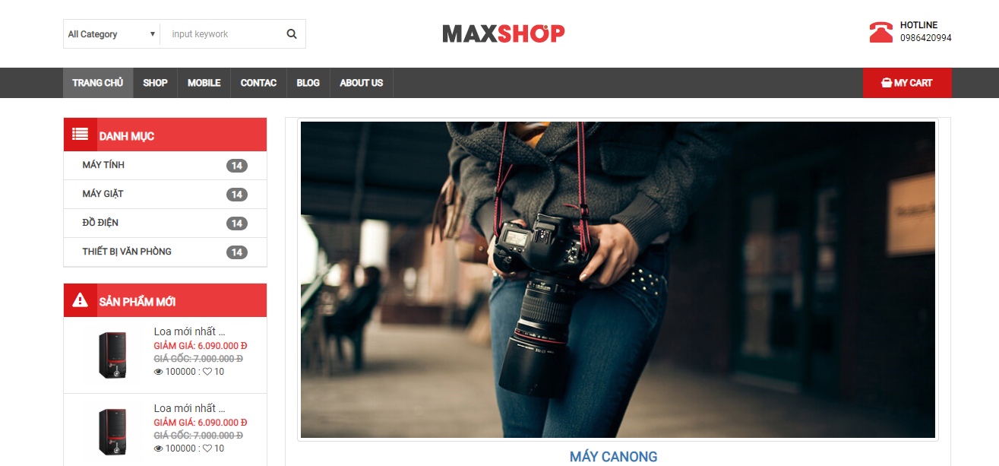 All Category
input keywork
MAXSHOP
HOTLINE
0986420994
TRANG CHỦ SHOP MOBILE CONTAC BLOG ABOUT US
MY CART
DANH MỤC
MÁY TÍNH 14
MÁY GIẶT 14
ĐỒ ĐIỆN 14
THIẾT BỊ VĂN PHÒNG 14
SẢN PHẨM MỚI
Loa mới nhất ...
GIẢM GIÁ: 6.090.000 Đ
GIÁ GỐC: 7.000.000 Đ
100000 : 10
Loa mới nhất ...
GIẢM GIÁ: 6.090.000 Đ
GIÁ GỐC: 7.000.000 Đ
100000 : 10
MÁY CANONG